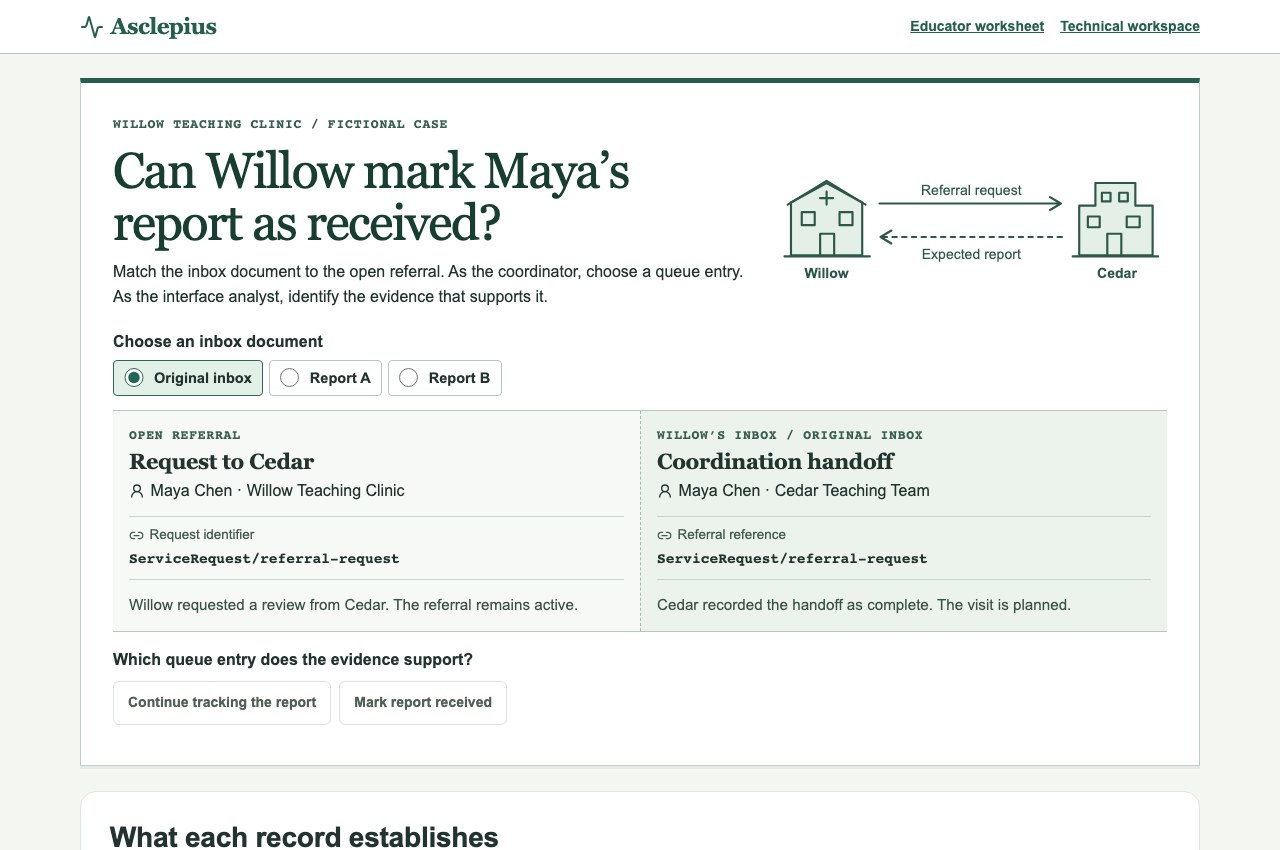 Asclepius
Educator worksheet
Technical workspace
WILLOW TEACHING CLINIC / FICTIONAL CASE
Can Willow mark Maya’s
report as received?
Match the inbox document to the open referral. As the coordinator, choose a queue entry.
As the interface analyst, identify the evidence that supports it.
Referral request
Expected report
Willow
Cedar
Choose an inbox document
Original inbox
Report A
Report B
OPEN REFERRAL
Request to Cedar
Maya Chen · Willow Teaching Clinic
Request identifier
ServiceRequest/referral-request
Willow requested a review from Cedar. The referral remains active.
WILLOW’S INBOX / ORIGINAL INBOX
Coordination handoff
Maya Chen · Cedar Teaching Team
Referral reference
ServiceRequest/referral-request
Cedar recorded the handoff as complete. The visit is planned.
Which queue entry does the evidence support?
Continue tracking the report
Mark report received
What each record establishes